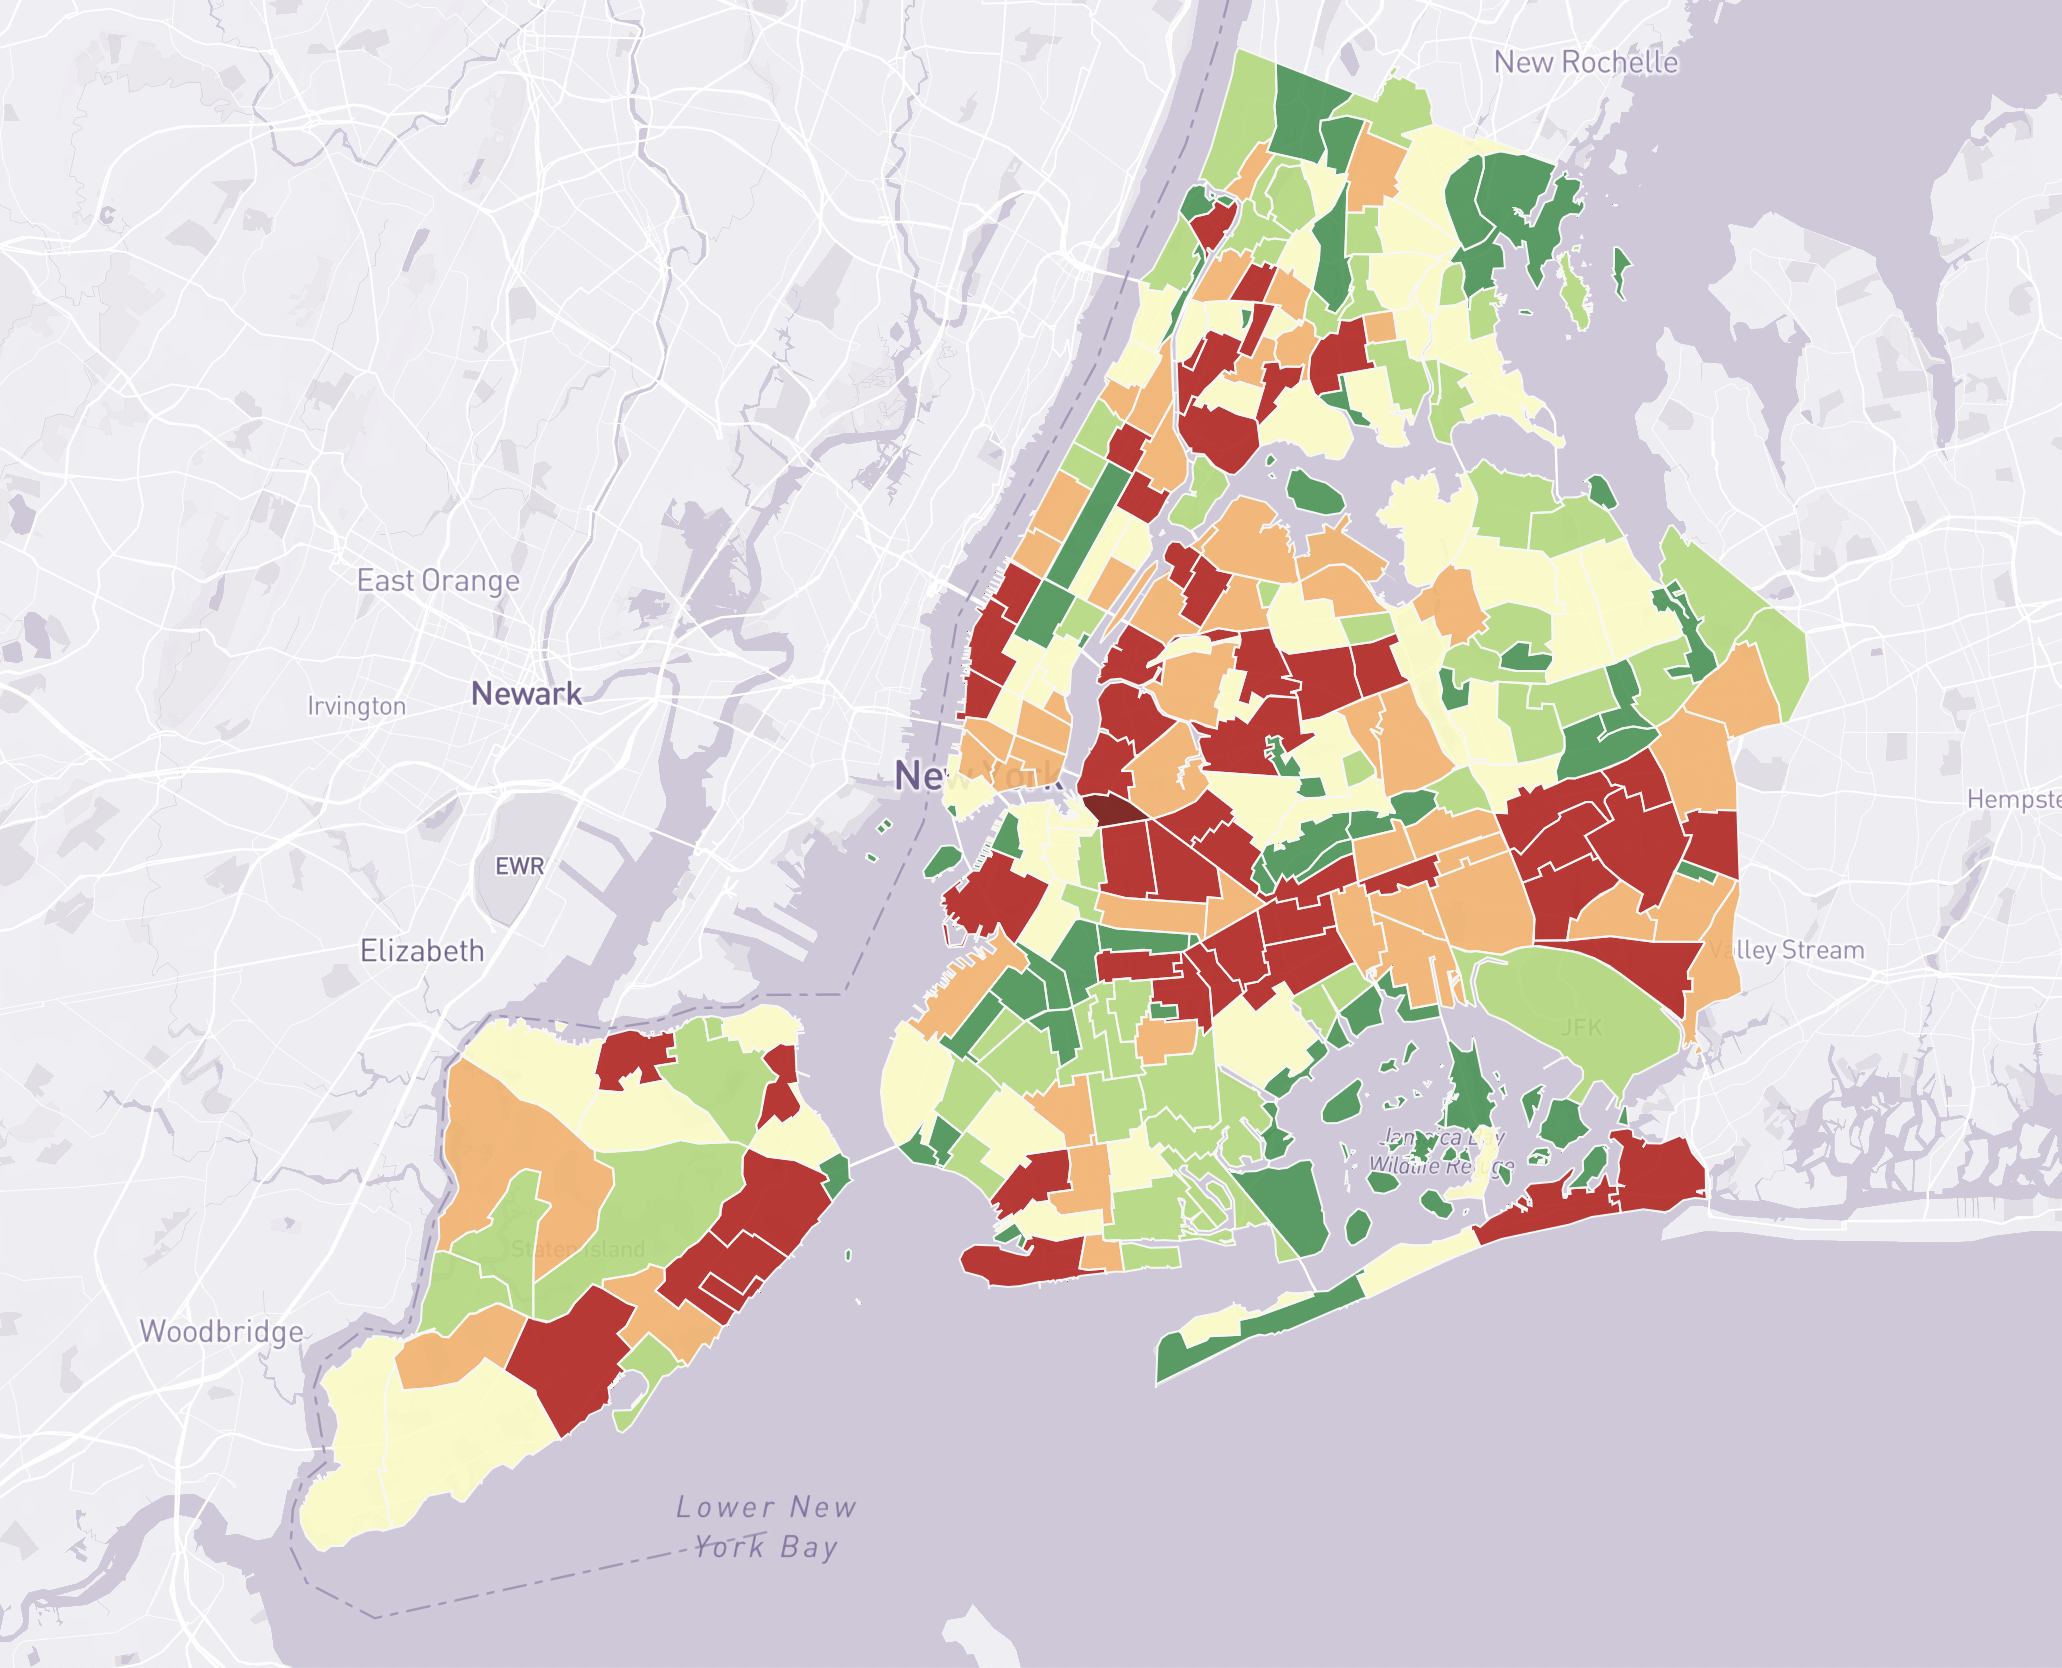 New Rochelle
East Orange
Newark
Irvington
New York
Hempste
EWR
Elizabeth
Valley Stream
JFK
Jamaica Bay
Wildlife Refuge
Staten Island
Woodbridge
Lower New
York Bay